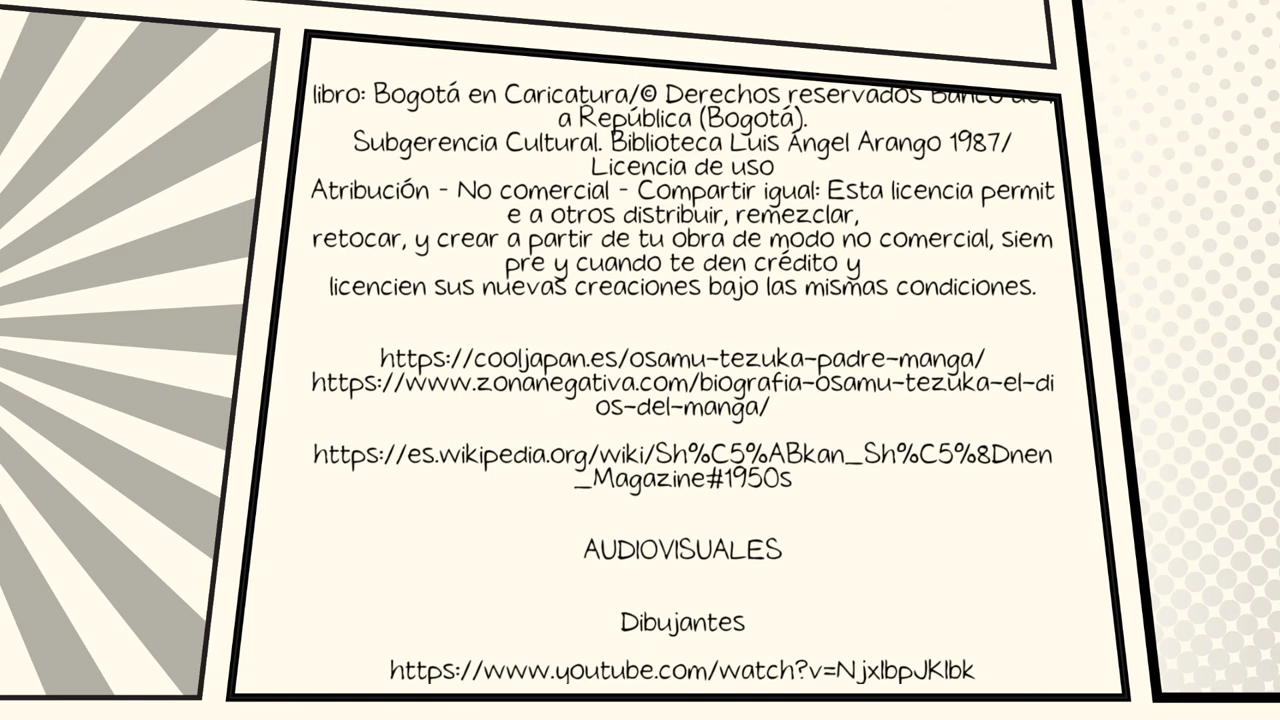 libro: Bogotá en Caricatura/© Derechos reservados Banco de l
a República (Bogotá).
Subgerencia Cultural. Biblioteca Luis Ángel Arango 1987/
Licencia de uso
Atribución - No comercial - Compartir igual: Esta licencia permit
e a otros distribuir, remezclar,
retocar, y crear a partir de tu obra de modo no comercial, siem
pre y cuando te den crédito y
licencien sus nuevas creaciones bajo las mismas condiciones.
https://cooljapan.es/osamu-tezuka-padre-manga/
https://www.zonanegativa.com/biografia-osamu-tezuka-el-di
os-del-manga/
https://es.wikipedia.org/wiki/Sh%C5%ABkan_Sh%C5%8Dnen
_Magazine#1950s
AUDIOVISUALES
Dibujantes
https://www.youtube.com/watch?v=NjxlbpJKlbk